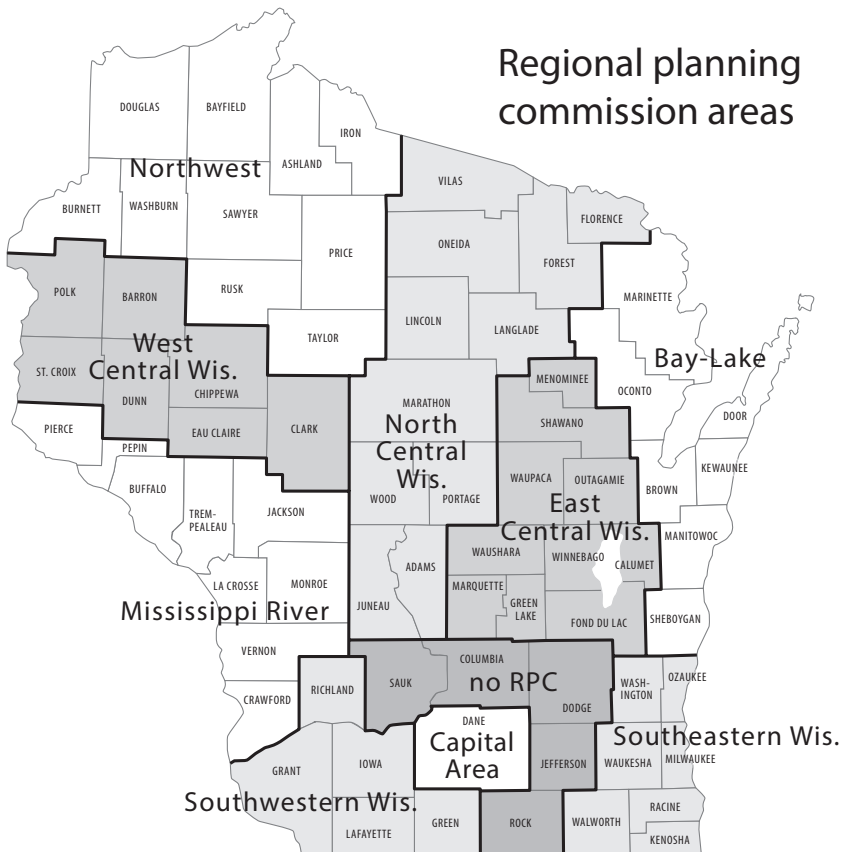 Regional planning
commission areas
DOUGLAS
BAYFIELD
IRON
ASHLAND
Northwest
VILAS
BURNETT
WASHBURN
SAWYER
FLORENCE
ONEIDA
PRICE
FOREST
POLK
BARRON
RUSK
MARINETTE
LINCOLN
LANGLADE
TAYLOR
West
Central Wis.
Bay-Lake
ST. CROIX
DUNN
CHIPPEWA
MENOMINEE
OCONTO
MARATHON
DOOR
PIERCE
EAU CLAIRE
CLARK
North
Central
Wis.
SHAWANO
PEPIN
KEWAUNEE
BUFFALO
WAUPACA
OUTAGAMIE
BROWN
WOOD
PORTAGE
East
Central Wis.
TREM-
PEALEAU
JACKSON
MANITOWOC
WAUSHARA
WINNEBAGO
CALUMET
ADAMS
LA CROSSE
MONROE
MARQUETTE
GREEN
LAKE
JUNEAU
Mississippi River
FOND DU LAC
SHEBOYGAN
VERNON
COLUMBIA
no RPC
SAUK
RICHLAND
WASH-
INGTON
OZAUKEE
CRAWFORD
DODGE
DANE
Capital
Area
Southeastern Wis.
GRANT
IOWA
JEFFERSON
WAUKESHA
MILWAUKEE
Southwestern Wis.
RACINE
LAFAYETTE
GREEN
ROCK
WALWORTH
KENOSHA